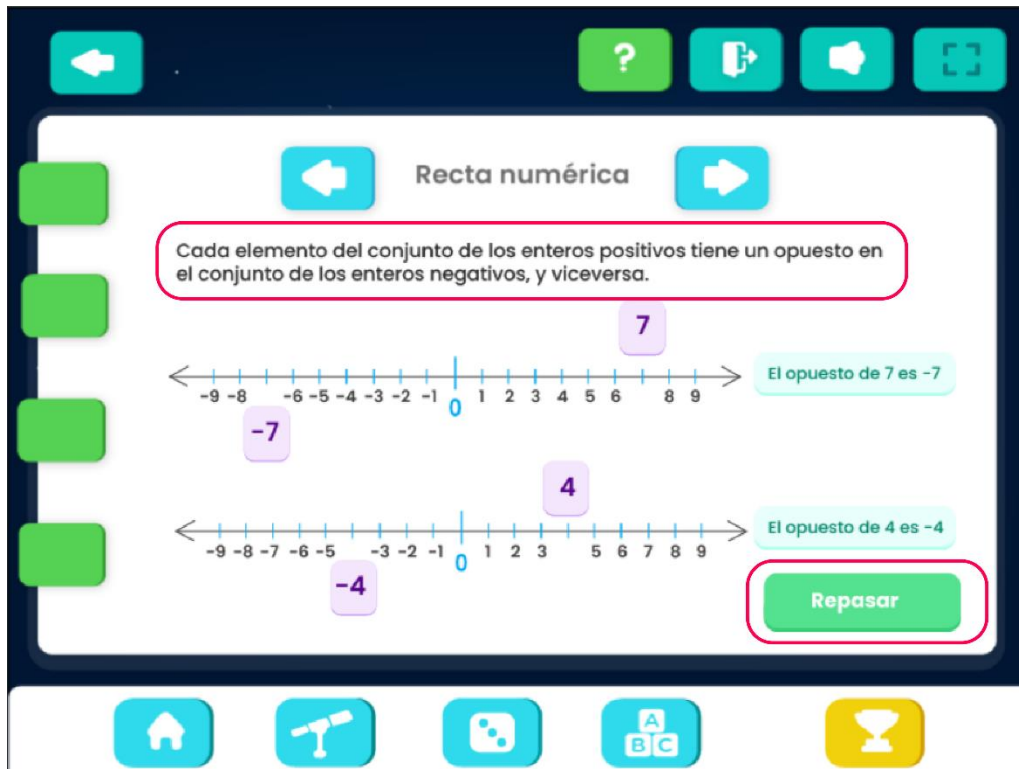 ?
Recta numérica
Cada elemento del conjunto de los enteros positivos tiene un opuesto en
el conjunto de los enteros negativos, y viceversa.
7
-9 -8 -6 -5 -4 -3 -2 -1 0 1 2 3 4 5 6 8 9
El opuesto de 7 es -7
-7
4
-9 -8 -7 -6 -5 -3 -2 -1 0 1 2 3 5 6 7 8 9
El opuesto de 4 es -4
-4
Repasar
A
B C